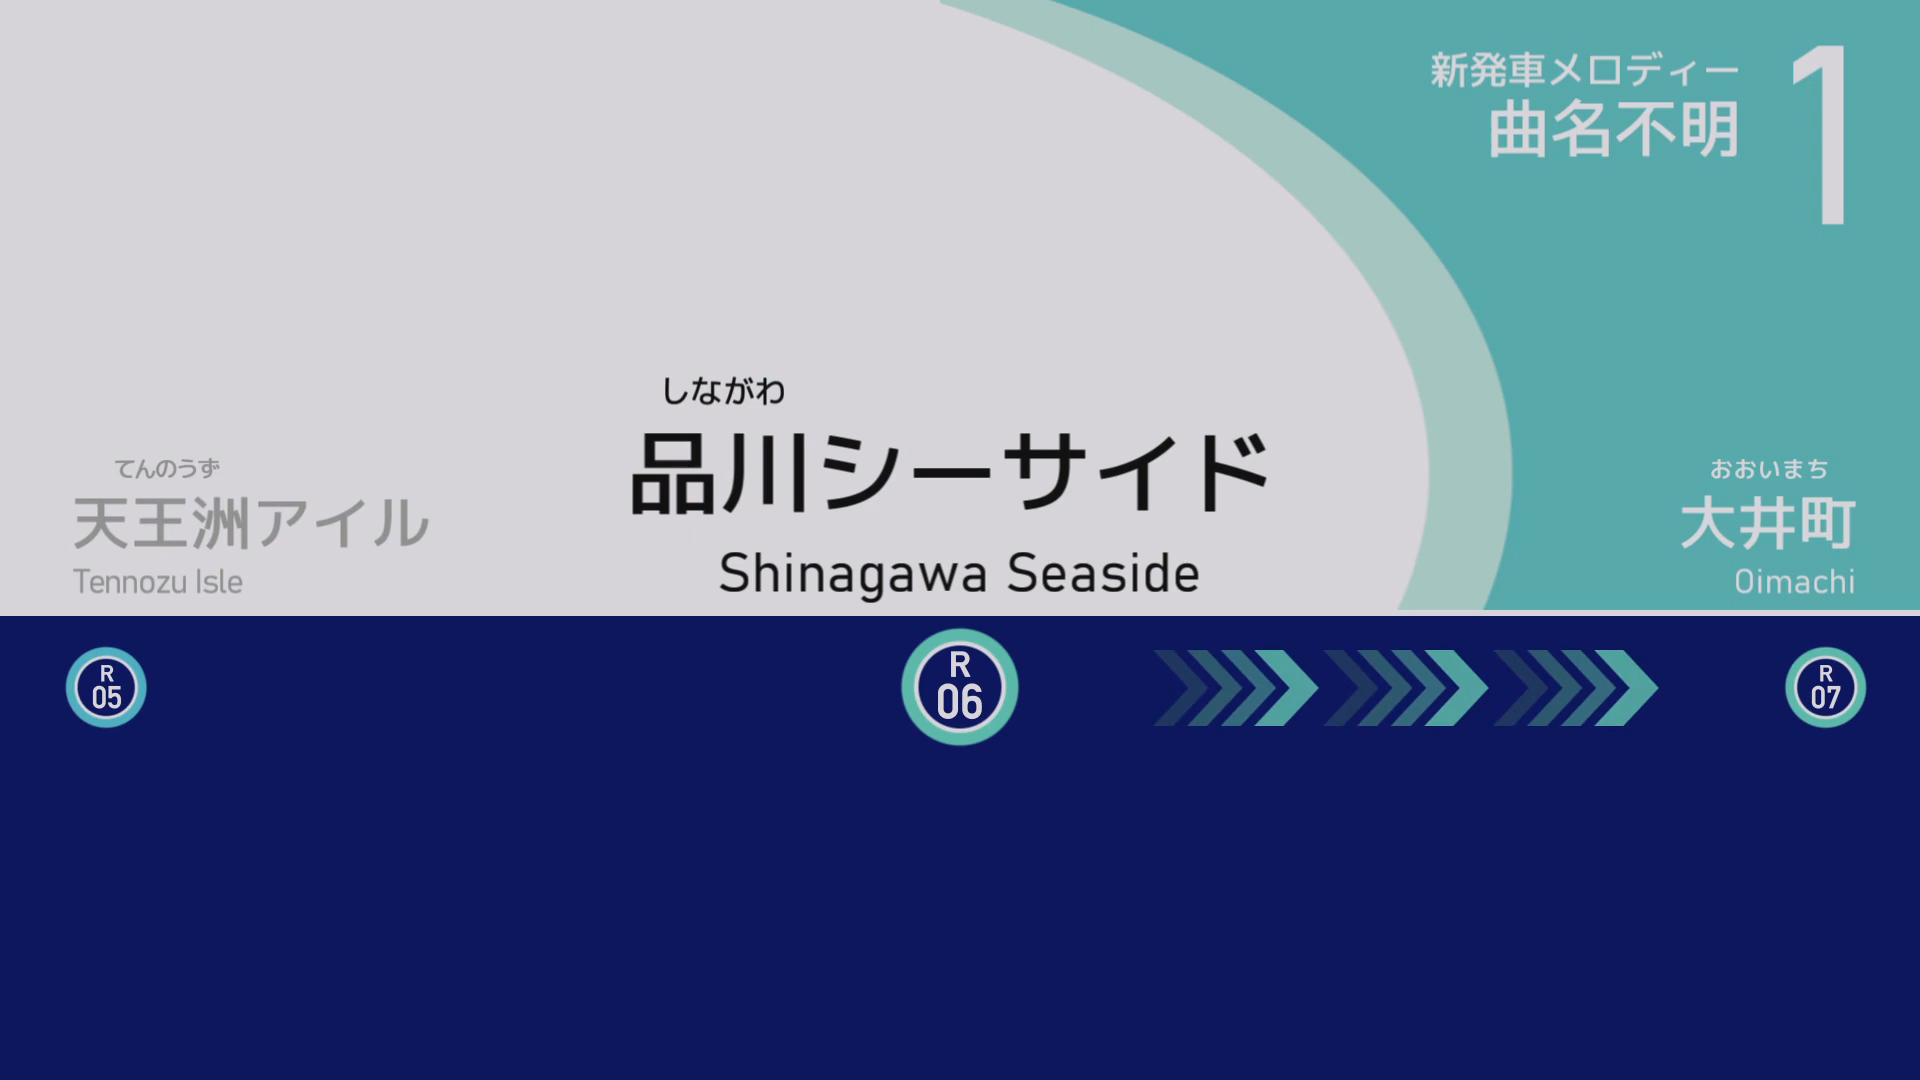 新発車メロディー
曲名不明
1
しながわ
品川シーサイド
Shinagawa Seaside
てんのうず
天王洲アイル
Tennozu Isle
おおいまち
大井町
Oimachi
R
05
R
06
R
07